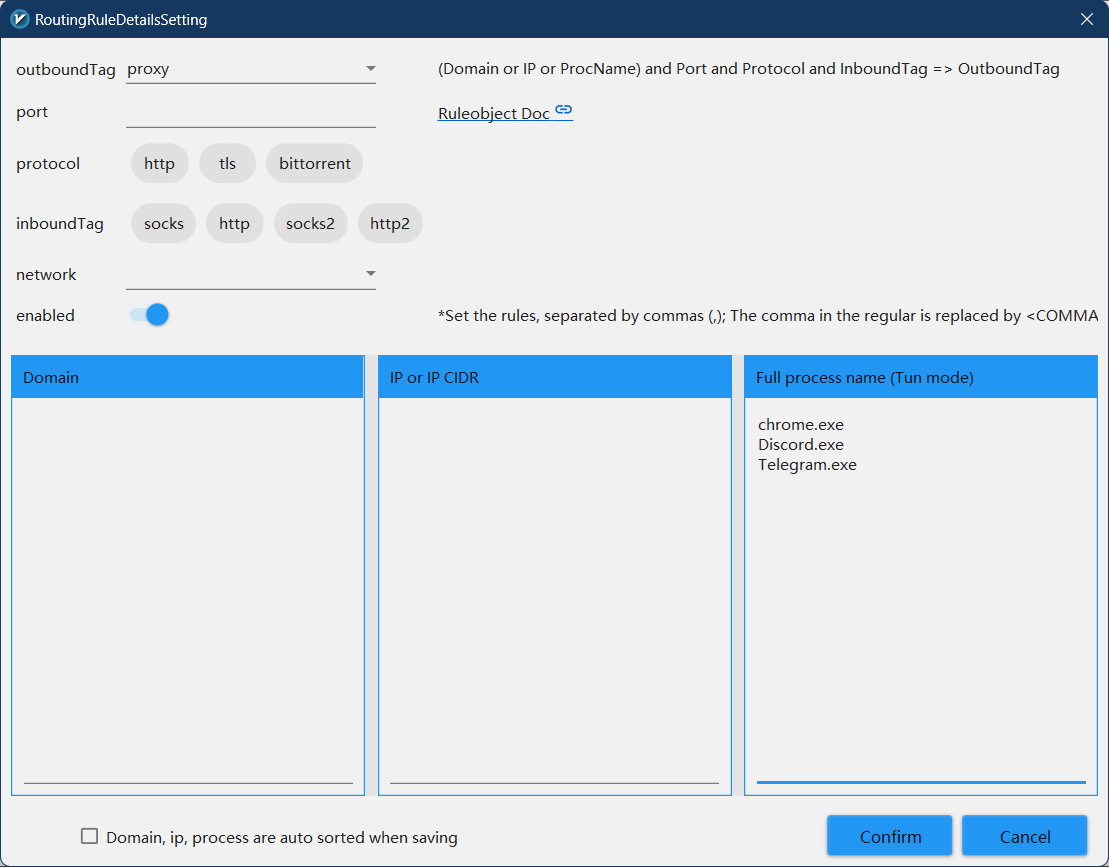 RoutingRuleDetailsSetting
outboundTag proxy (Domain or IP or ProcName) and Port and Protocol and InboundTag => OutboundTag
port Ruleobject Doc
protocol http tls bittorrent
inboundTag socks http socks2 http2
network
enabled *Set the rules, separated by commas (,); The comma in the regular is replaced by <COMMA
Domain IP or IP CIDR Full process name (Tun mode)
chrome.exe
Discord.exe
Telegram.exe
Domain, ip, process are auto sorted when saving Confirm Cancel